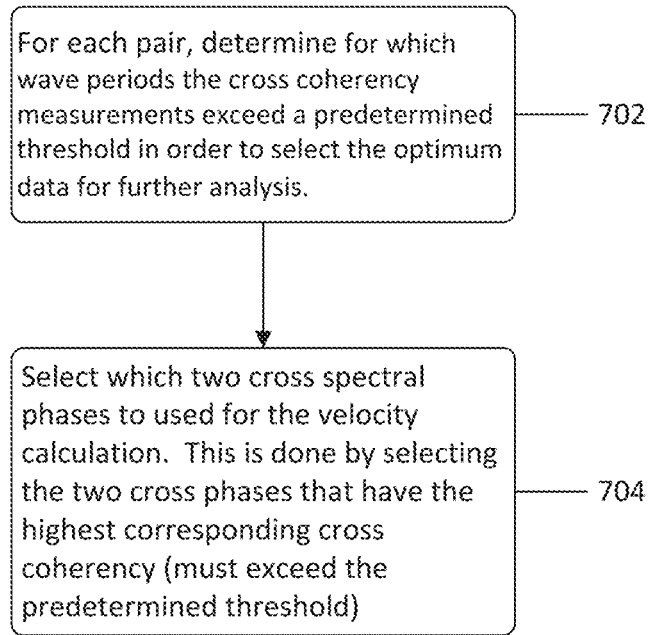 For each pair, determine for which
wave periods the cross coherency
measurements exceed a predetermined
threshold in order to select the optimum
data for further analysis.
702
Select which two cross spectral
phases to used for the velocity
calculation. This is done by selecting
the two cross phases that have the
highest corresponding cross
coherency (must exceed the
predetermined threshold)
704